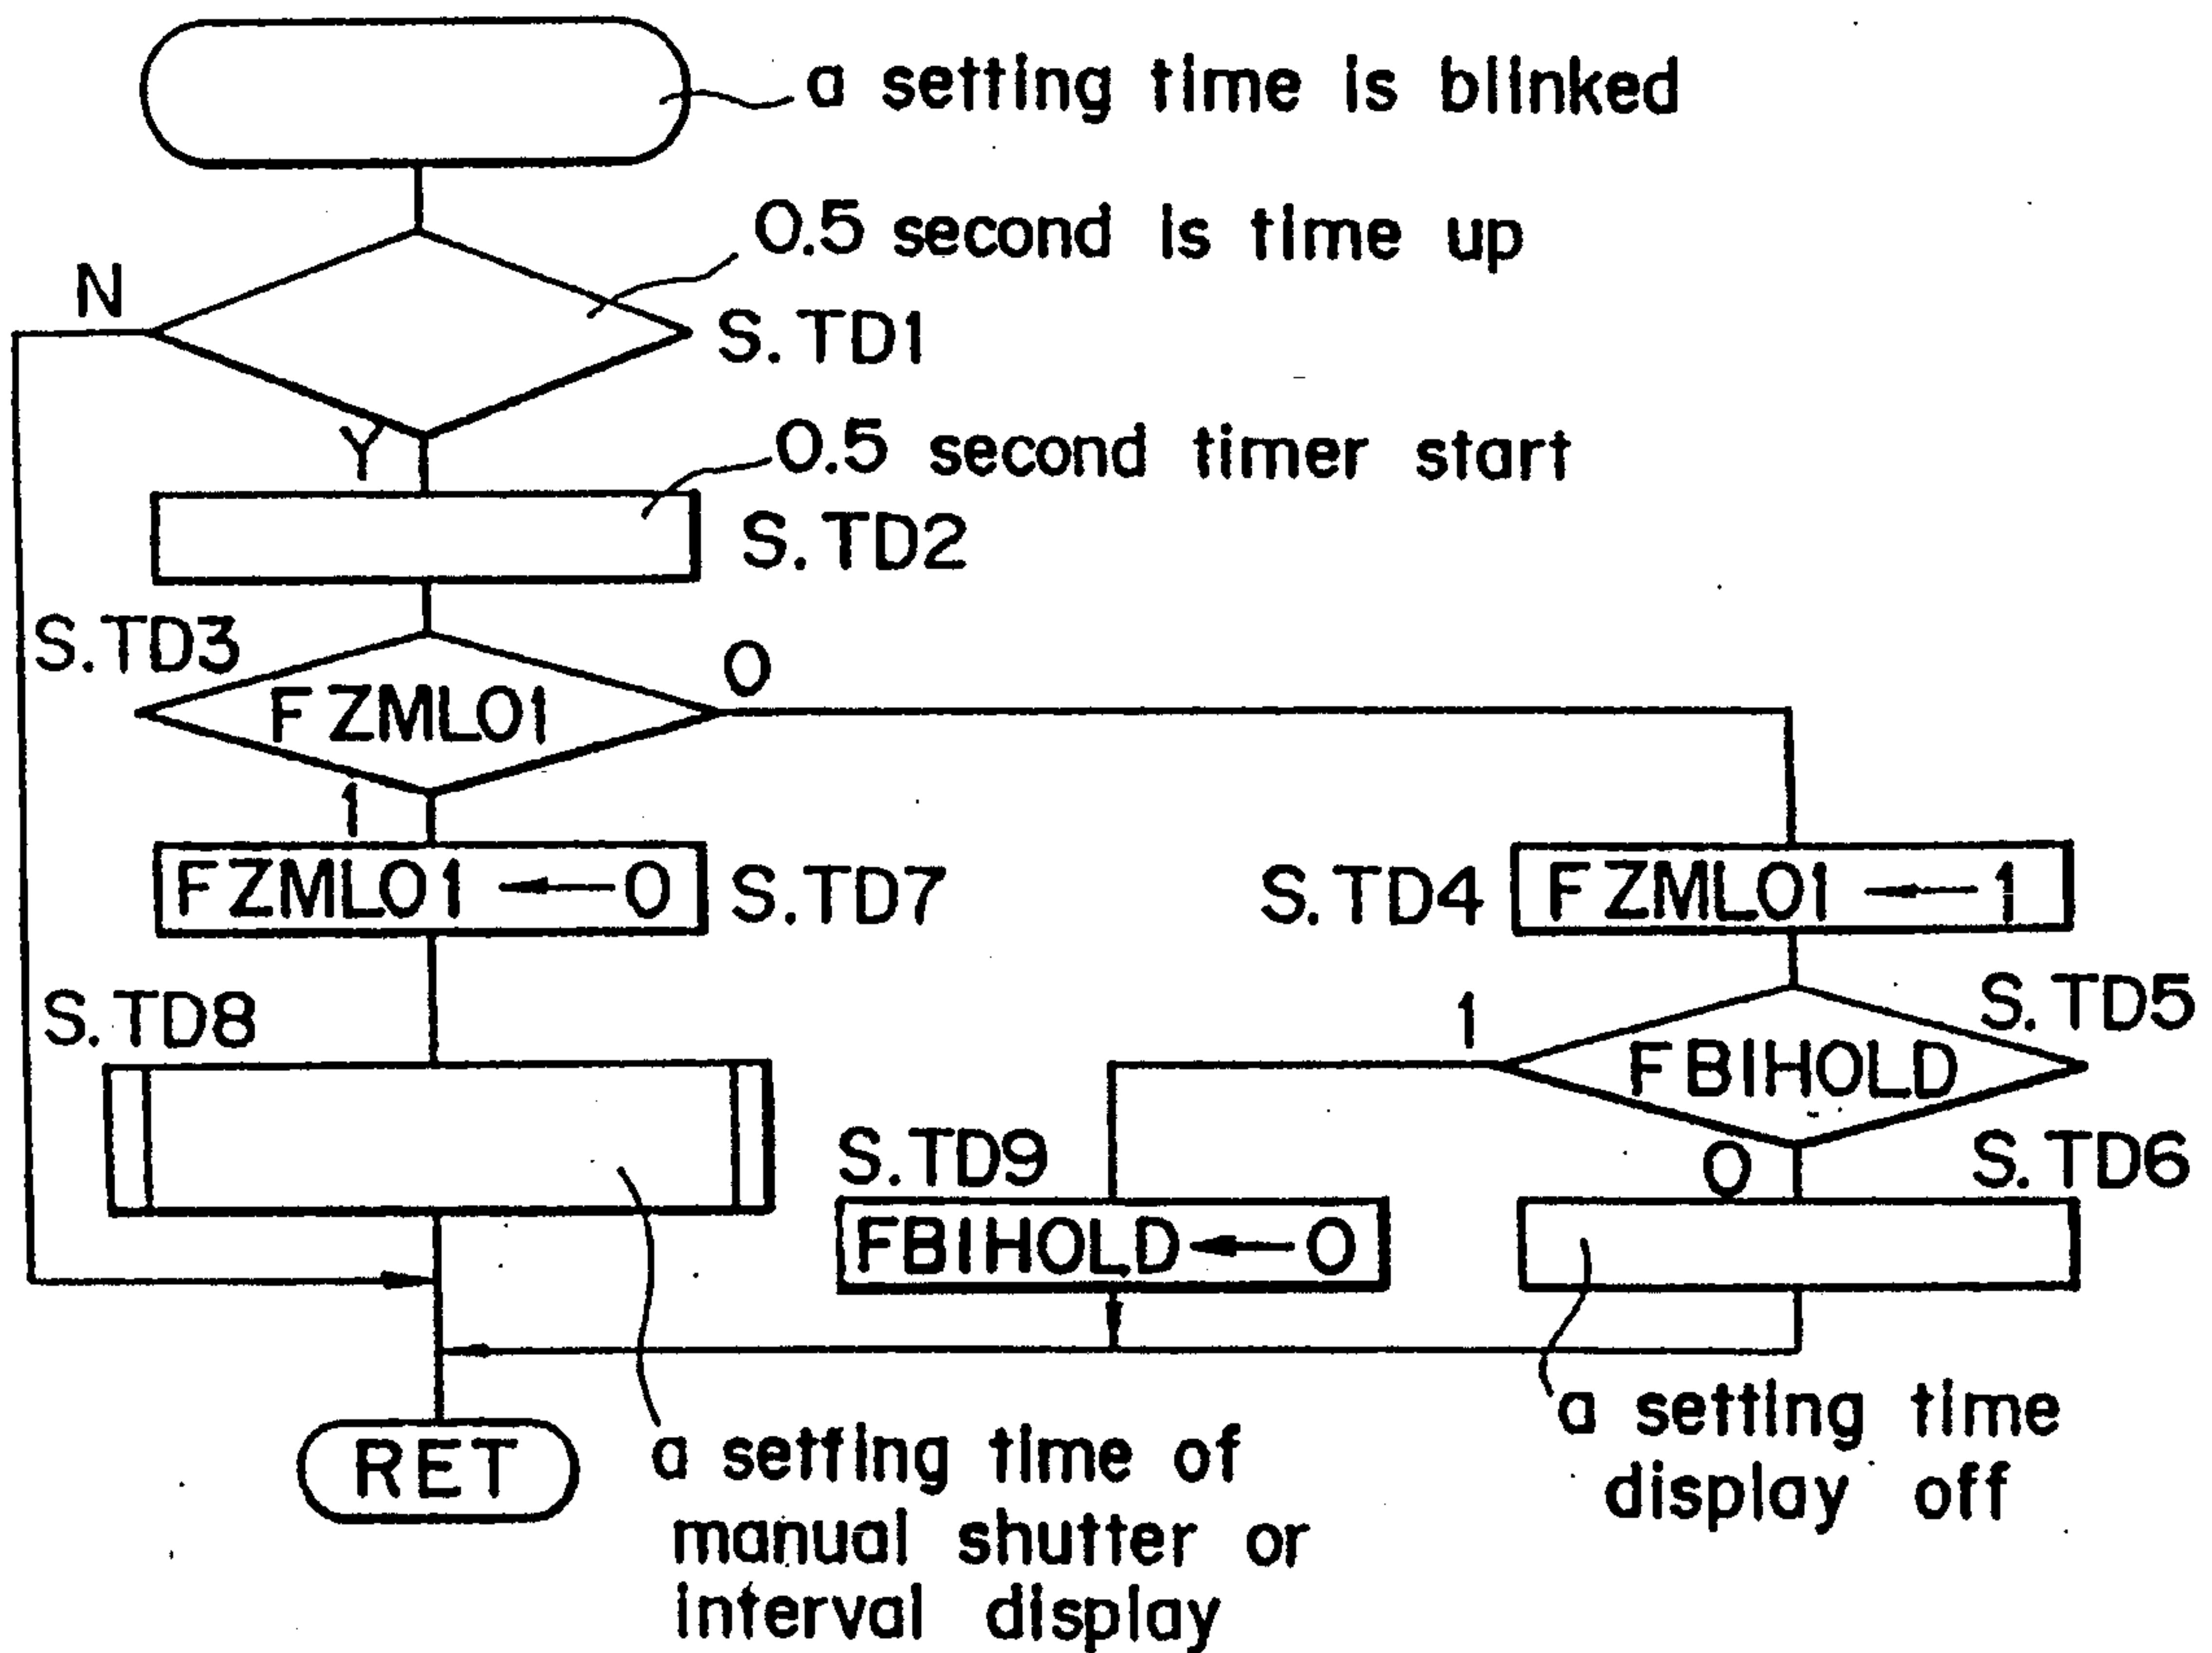 a setting time is blinked
0.5 second is time up
N
S.TD1
Y
0.5 second timer start
S.TD2
S.TD3
FZML01
0
1
FZML01 ← 0
S.TD7
S.TD4
FZML01 ← 1
S.TD8
1
S.TD5
FBIHOLD
0
S.TD9
S.TD6
FBIHOLD ← 0
RET
a setting time of
manual shutter or
interval display
a setting time
display off